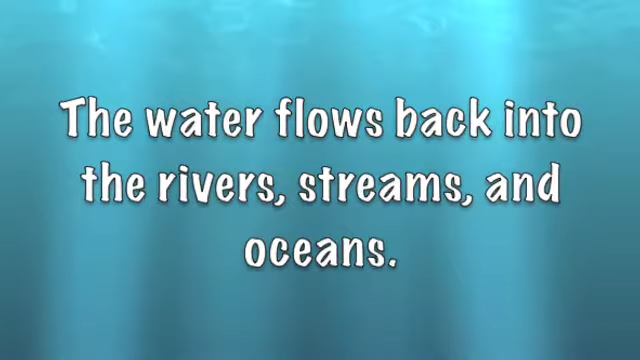 The water flows back into
the rivers, streams, and
oceans.